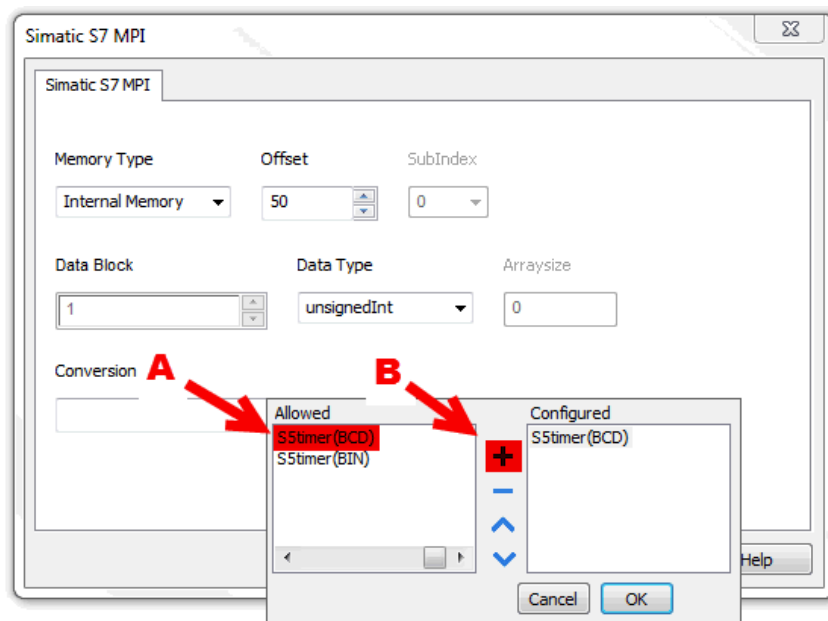 Simatic S7 MPI
Simatic S7 MPI
Memory Type Offset SubIndex
Internal Memory 50 0
Data Block Data Type Arraysize
1 unsignedInt 0
Conversion A B
Allowed Configured
S5timer(BCD) S5timer(BCD)
S5timer(BIN)
Help
Cancel OK